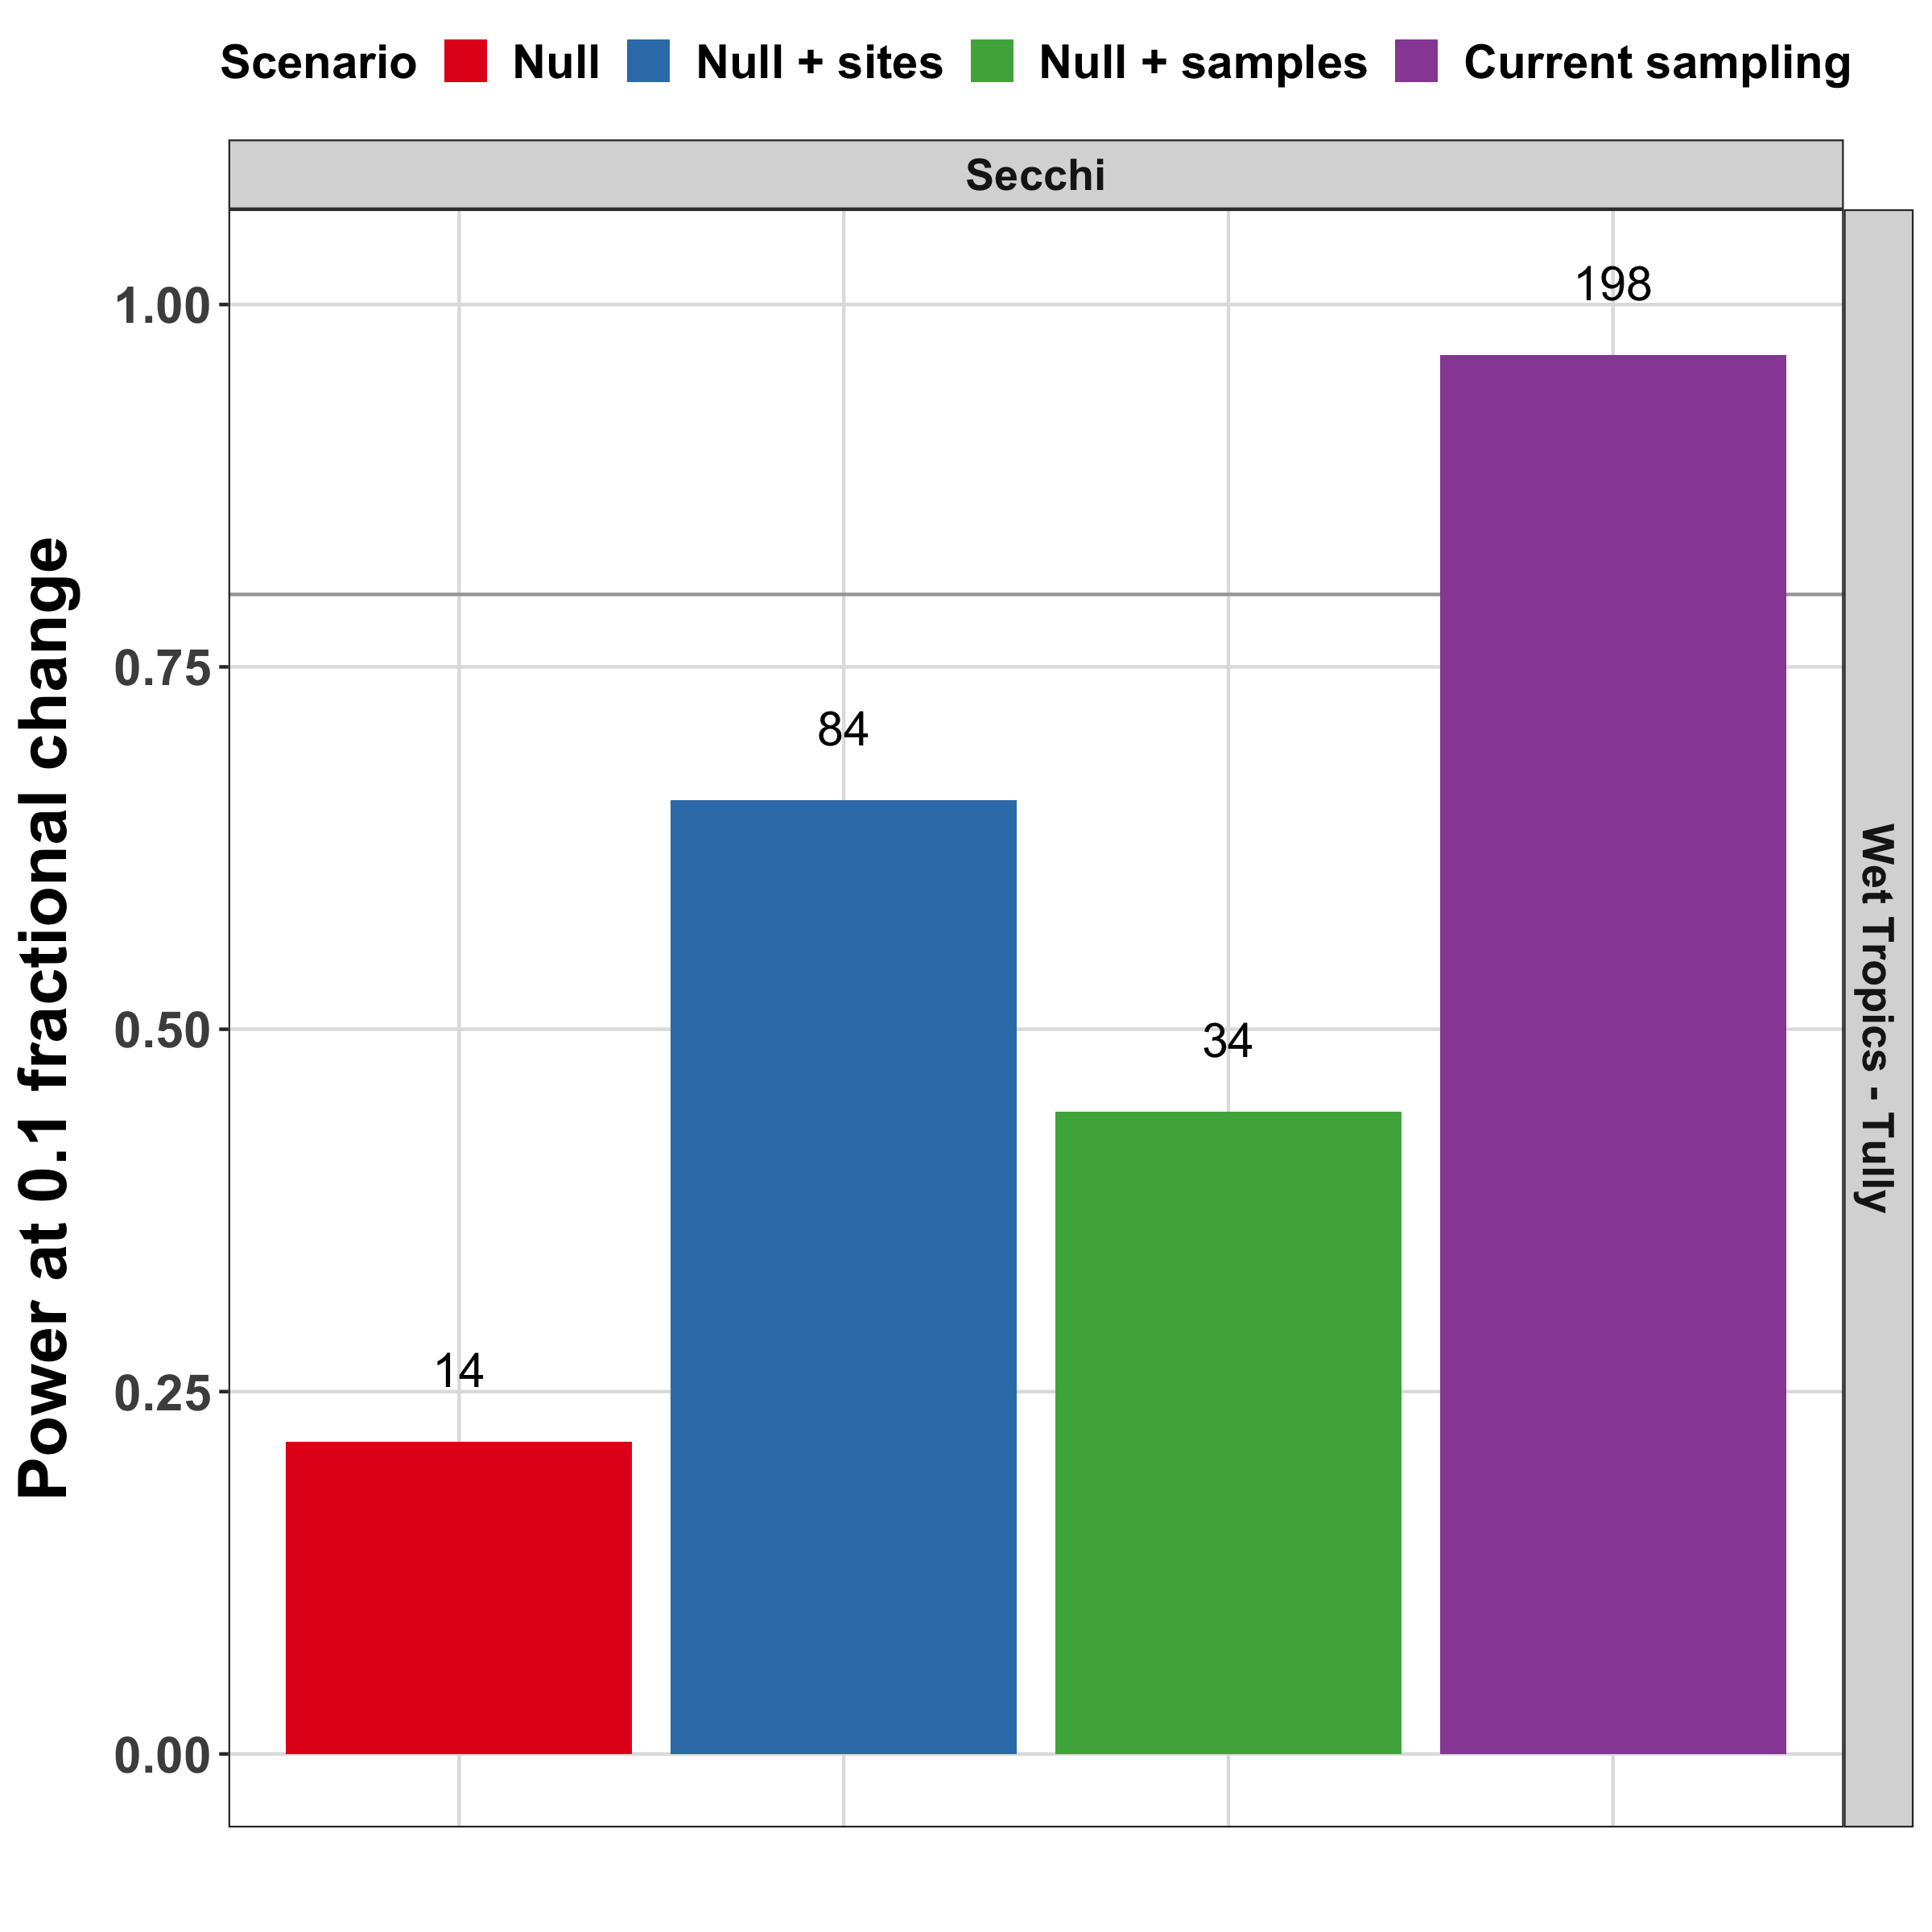 Scenario Null Null + sites Null + samples Current sampling
Secchi
Power at 0.1 fractional change
1.00
0.75
0.50
0.25
0.00
14
84
34
198
Wet Tropics - Tully